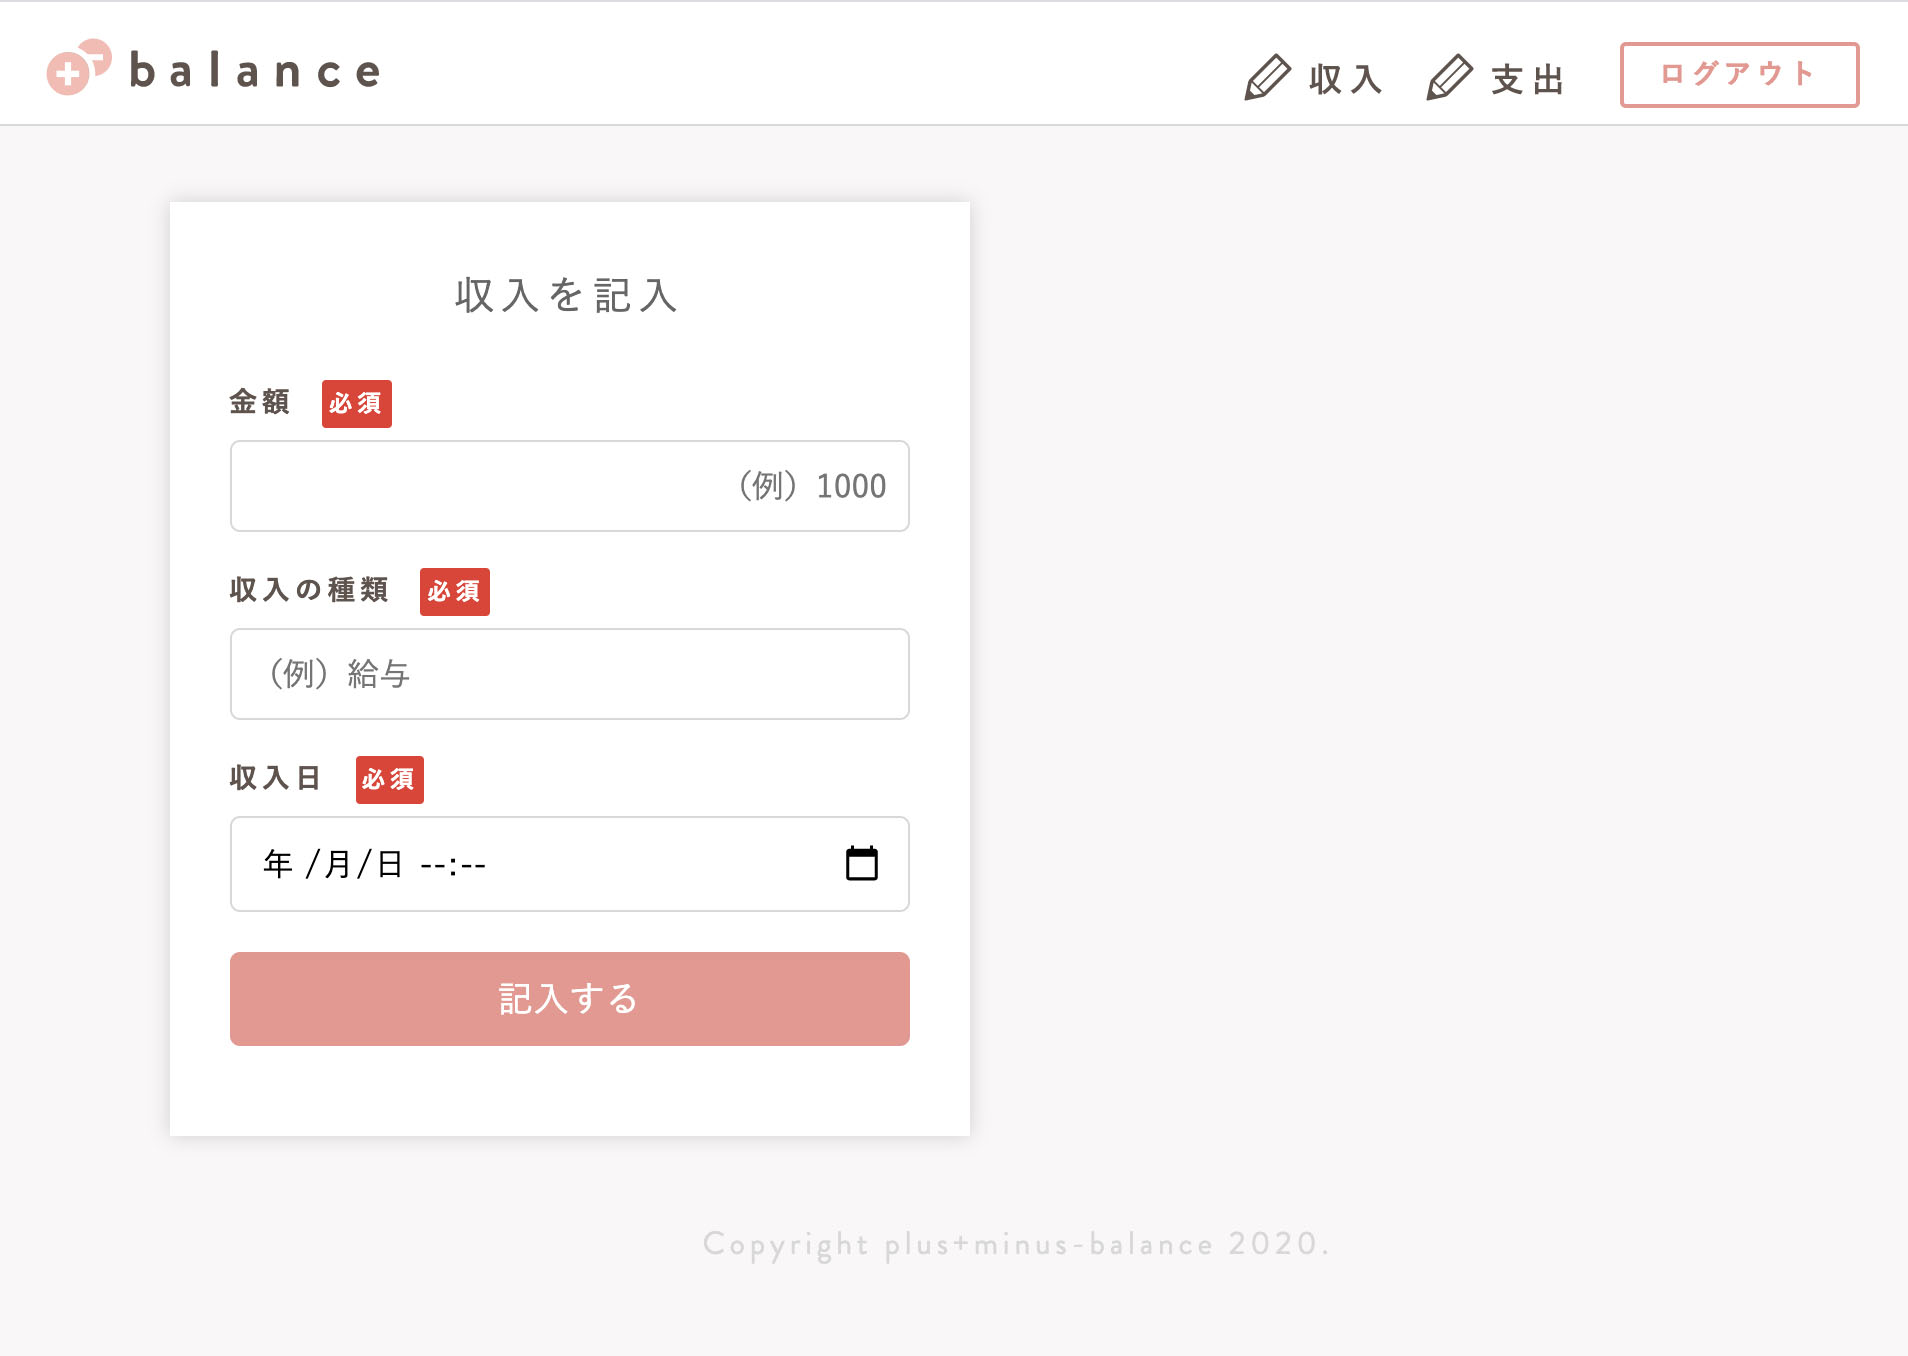 balance
収入
支出
ログアウト
収入を記入
金額 必須
（例）1000
収入の種類 必須
（例）給与
収入日 必須
年 /月/日 --:--
記入する
Copyright plus+minus-balance 2020.